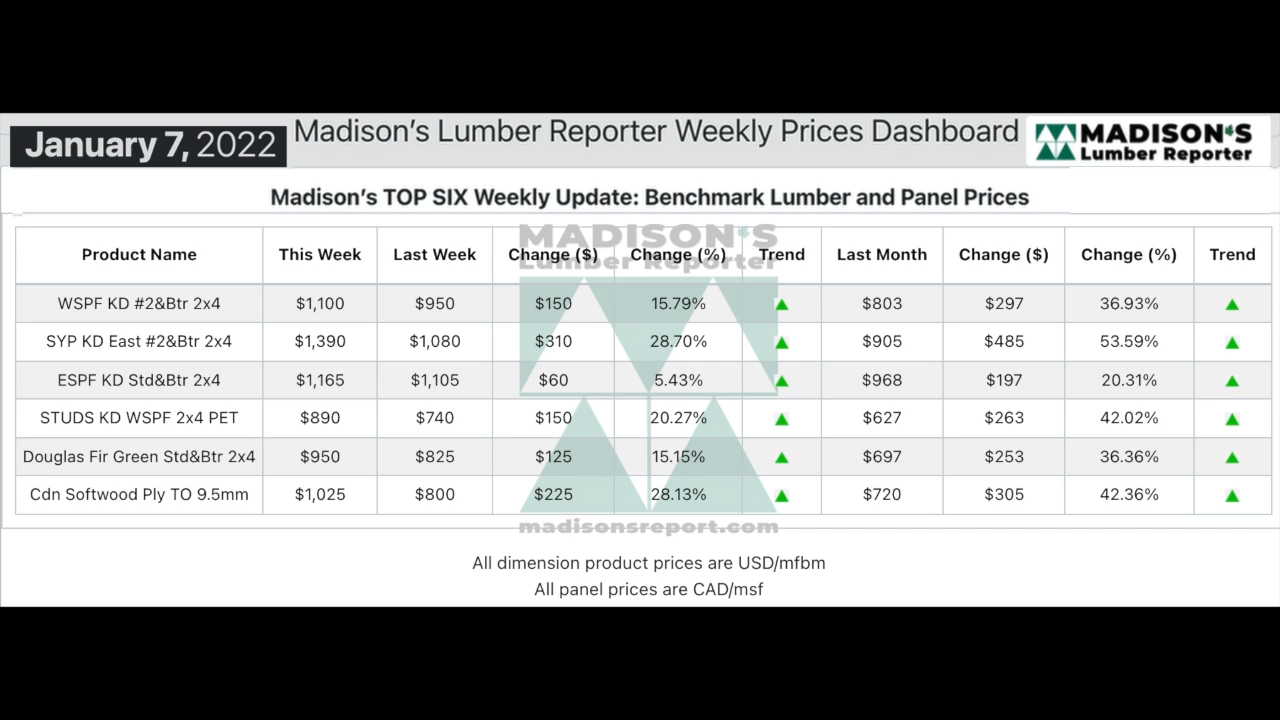 January 7, 2022
Madison's Lumber Reporter Weekly Prices Dashboard
MADISON'S
Lumber Reporter
Madison's TOP SIX Weekly Update: Benchmark Lumber and Panel Prices
MADISON'S
Lumber Reporter
Product Name This Week Last Week Change ($) Change (%) Trend Last Month Change ($) Change (%) Trend
WSPF KD #2&Btr 2x4 $1,100 $950 $150 15.79% ▲ $803 $297 36.93% ▲
SYP KD East #2&Btr 2x4 $1,390 $1,080 $310 28.70% ▲ $905 $485 53.59% ▲
ESPF KD Std&Btr 2x4 $1,165 $1,105 $60 5.43% ▲ $968 $197 20.31% ▲
STUDS KD WSPF 2x4 PET $890 $740 $150 20.27% ▲ $627 $263 42.02% ▲
Douglas Fir Green Std&Btr 2x4 $950 $825 $125 15.15% ▲ $697 $253 36.36% ▲
Cdn Softwood Ply TO 9.5mm $1,025 $800 $225 28.13% ▲ $720 $305 42.36% ▲
madisonsreport.com
All dimension product prices are USD/mfbm
All panel prices are CAD/msf